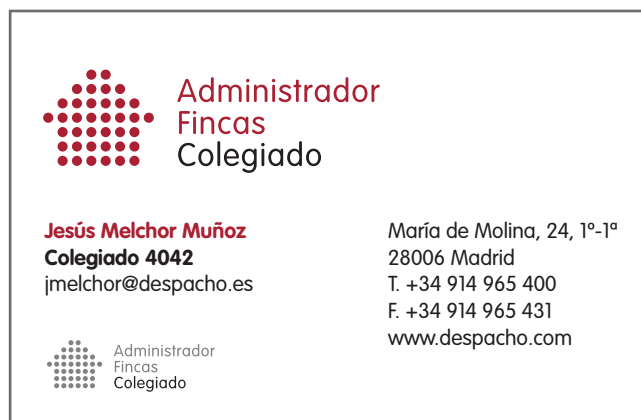 Administrador
Fincas
Colegiado
Jesús Melchor Muñoz
Colegiado 4042
jmelchor@despacho.es
María de Molina, 24, 1º-1ª
28006 Madrid
T. +34 914 965 400
F. +34 914 965 431
www.despacho.com
Administrador
Fincas
Colegiado